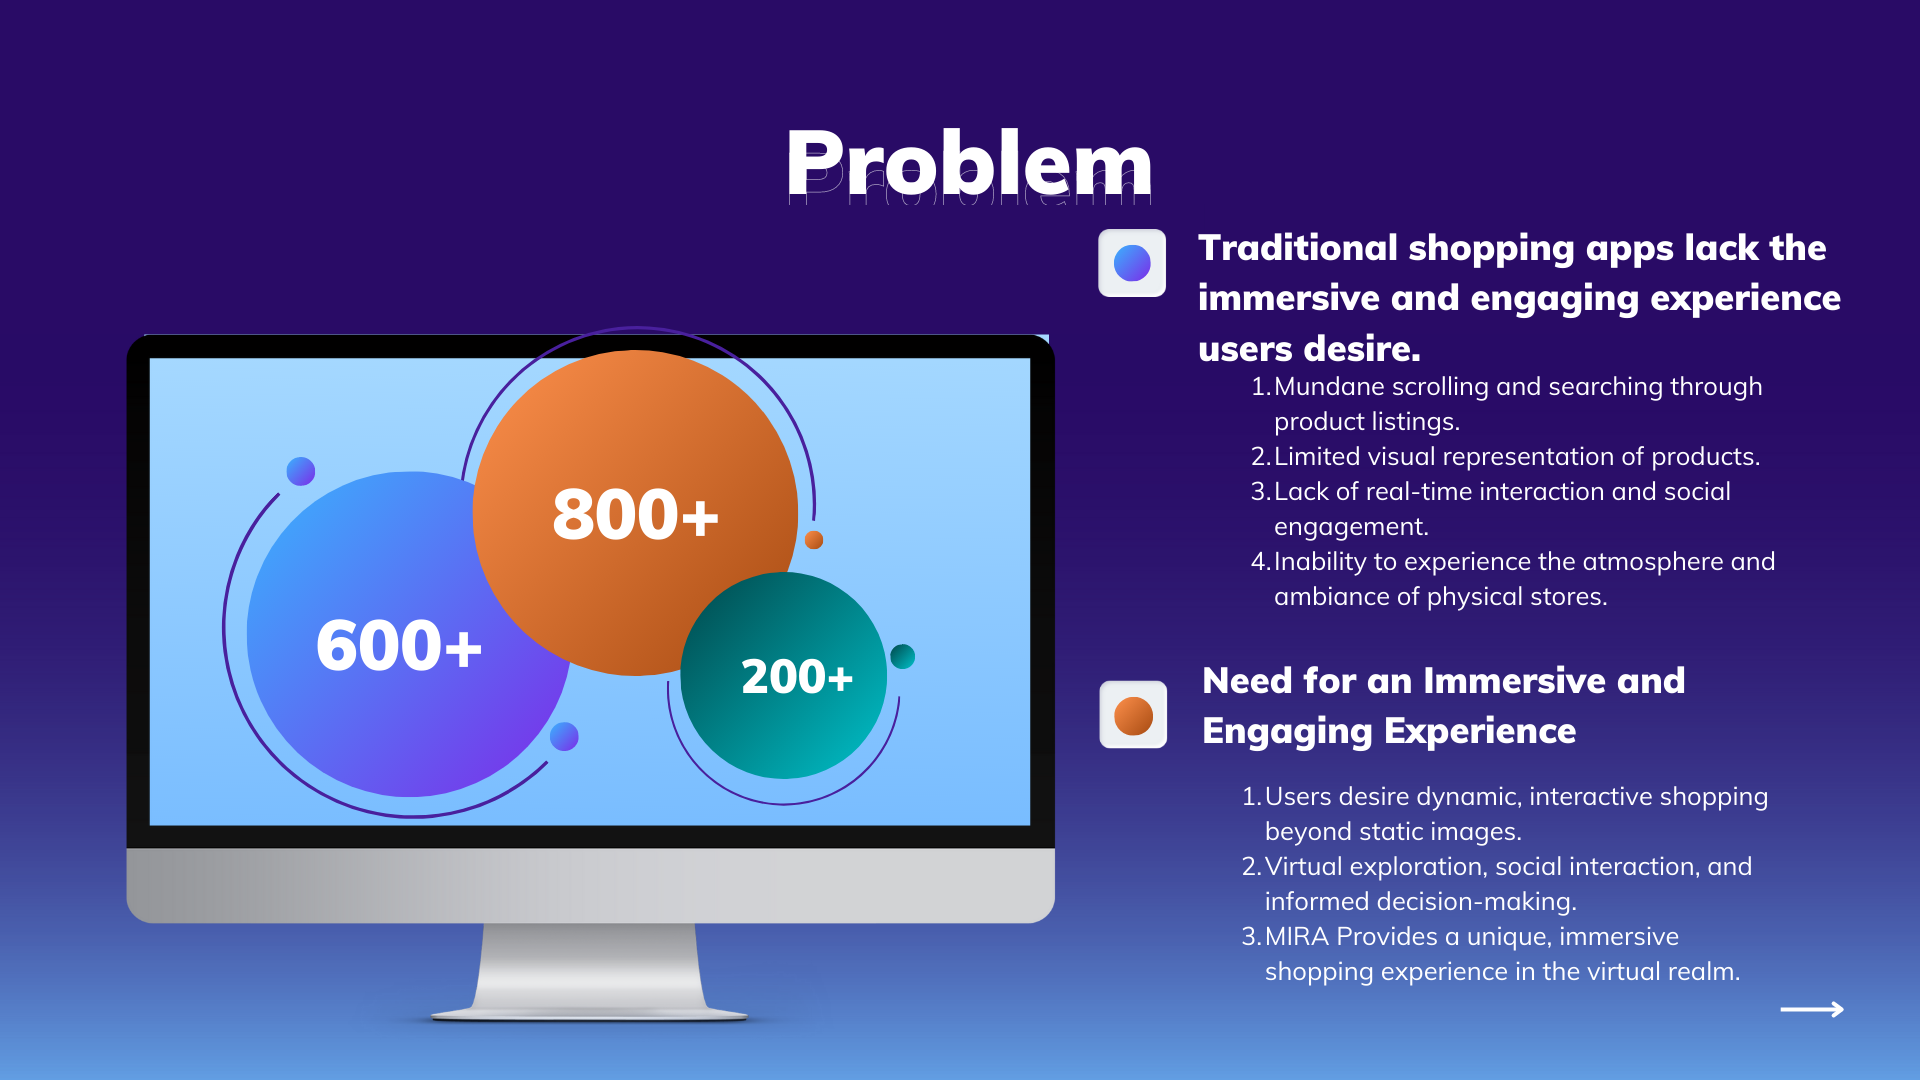 Problem
Traditional shopping apps lack the
immersive and engaging experience
users desire.
1. Mundane scrolling and searching through
product listings.
2. Limited visual representation of products.
3. Lack of real-time interaction and social
engagement.
4. Inability to experience the atmosphere and
ambiance of physical stores.
800+
600+
200+
Need for an Immersive and
Engaging Experience
1. Users desire dynamic, interactive shopping
beyond static images.
2. Virtual exploration, social interaction, and
informed decision-making.
3. MIRA Provides a unique, immersive
shopping experience in the virtual realm.